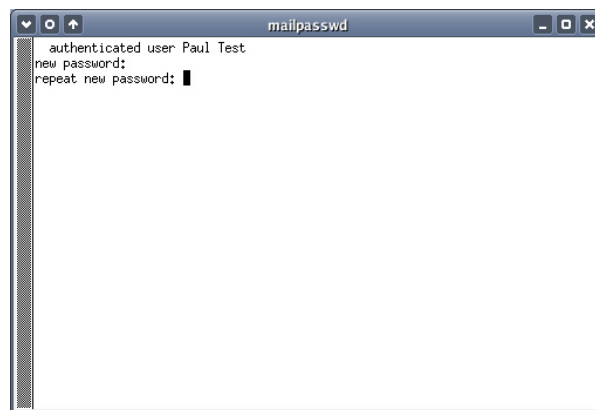 mailpasswd
authenticated user Paul Test
new password:
repeat new password: